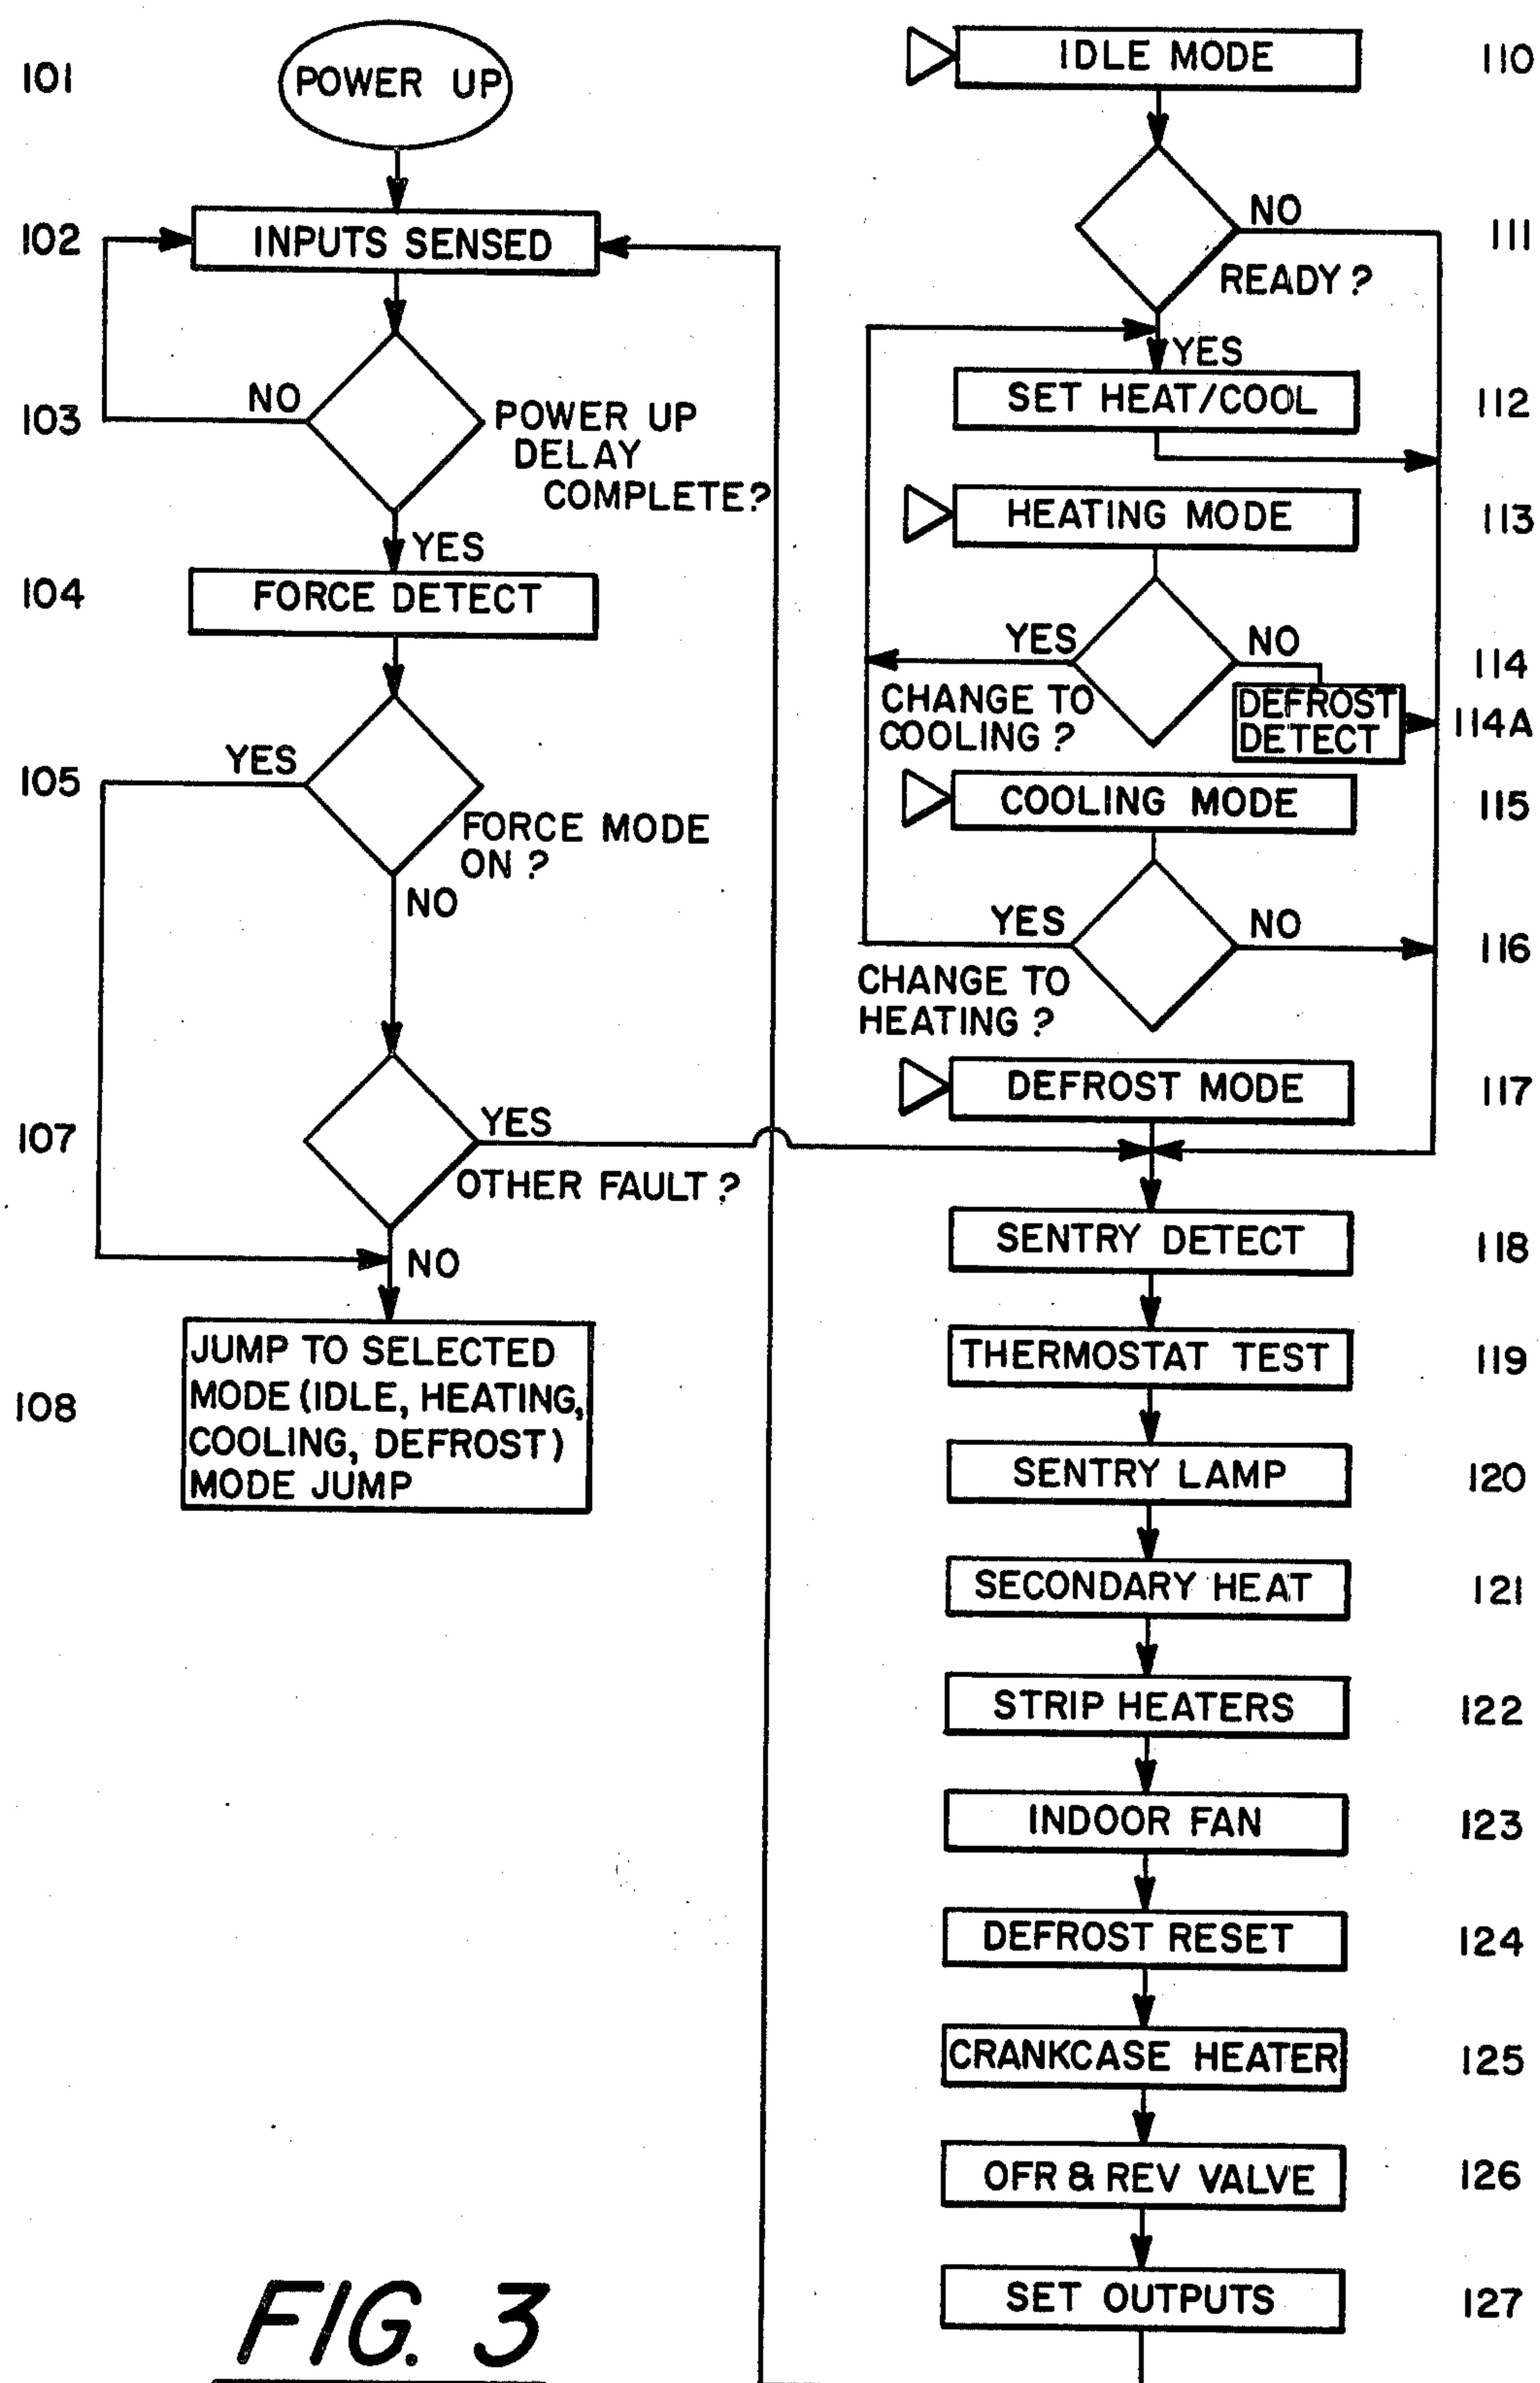 101
POWER UP
102
INPUTS SENSED
103
NO
POWER UP
DELAY
COMPLETE?
YES
104
FORCE DETECT
105
YES
FORCE MODE
ON ?
NO
107
YES
OTHER FAULT ?
NO
108
JUMP TO SELECTED
MODE (IDLE, HEATING,
COOLING, DEFROST)
MODE JUMP
IDLE MODE
110
NO
111
READY ?
YES
SET HEAT/COOL
112
HEATING MODE
113
YES
NO
114
CHANGE TO
COOLING ?
DEFROST
DETECT
114A
COOLING MODE
115
YES
NO
116
CHANGE TO
HEATING ?
DEFROST MODE
117
SENTRY DETECT
118
THERMOSTAT TEST
119
SENTRY LAMP
120
SECONDARY HEAT
121
STRIP HEATERS
122
INDOOR FAN
123
DEFROST RESET
124
CRANKCASE HEATER
125
OFR & REV VALVE
126
SET OUTPUTS
127
FIG. 3